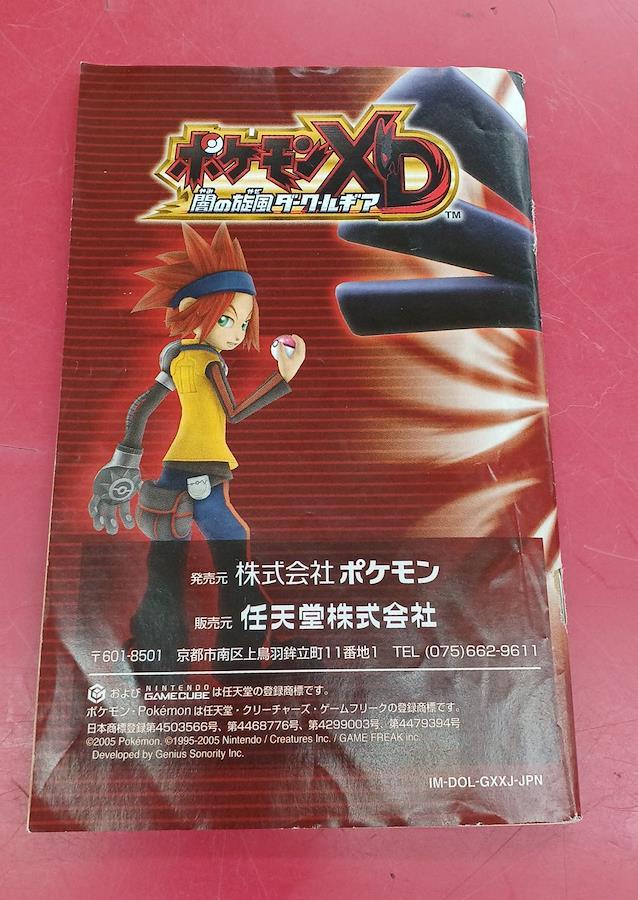 ポケモンXD
闇の旋風ダーク・ルギア
やみ かぜ
TM
発売元 株式会社ポケモン
販売元 任天堂株式会社
〒601-8501 京都市南区上鳥羽鉾立町11番地1 TEL (075)662-9611
および NINTENDO GAMECUBE は任天堂の登録商標です。
ポケモン・Pokémonは任天堂・クリーチャーズ・ゲームフリークの登録商標です。
日本商標登録第4503566号、第4468776号、第4299003号、第4479394号
©2005 Pokémon. ©1995-2005 Nintendo / Creatures Inc. / GAME FREAK inc.
Developed by Genius Sonority Inc.
IM-DOL-GXXJ-JPN